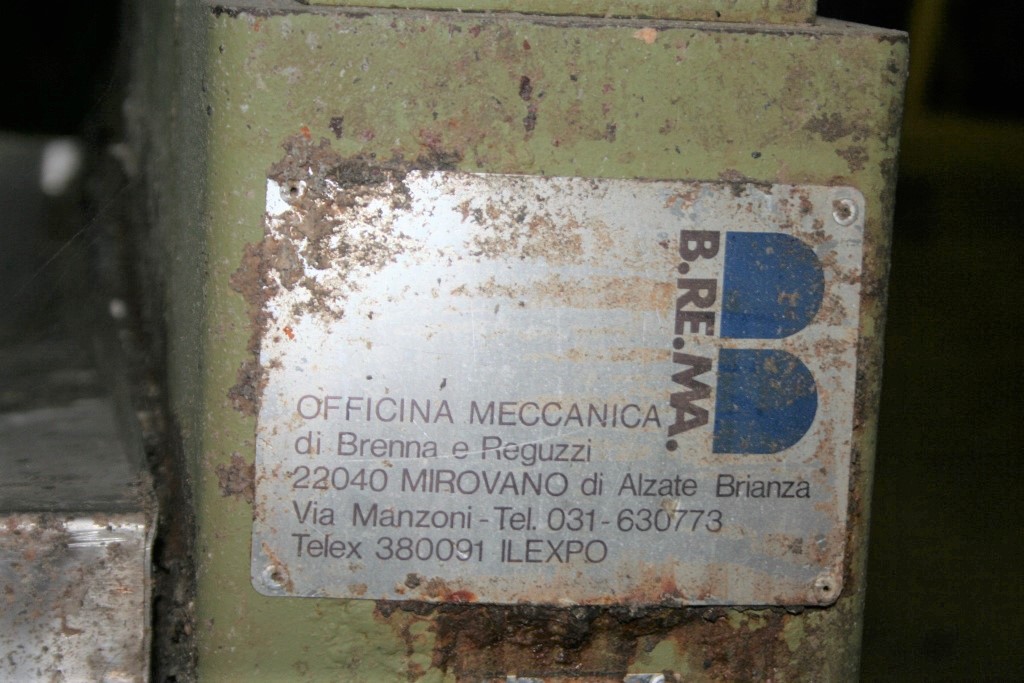 B.RE.MA.
OFFICINA MECCANICA
di Brenna e Reguzzi
22040 MIROVANO di Alzate Brianza
Via Manzoni - Tel. 031-630773
Telex 380091 ILEXPO